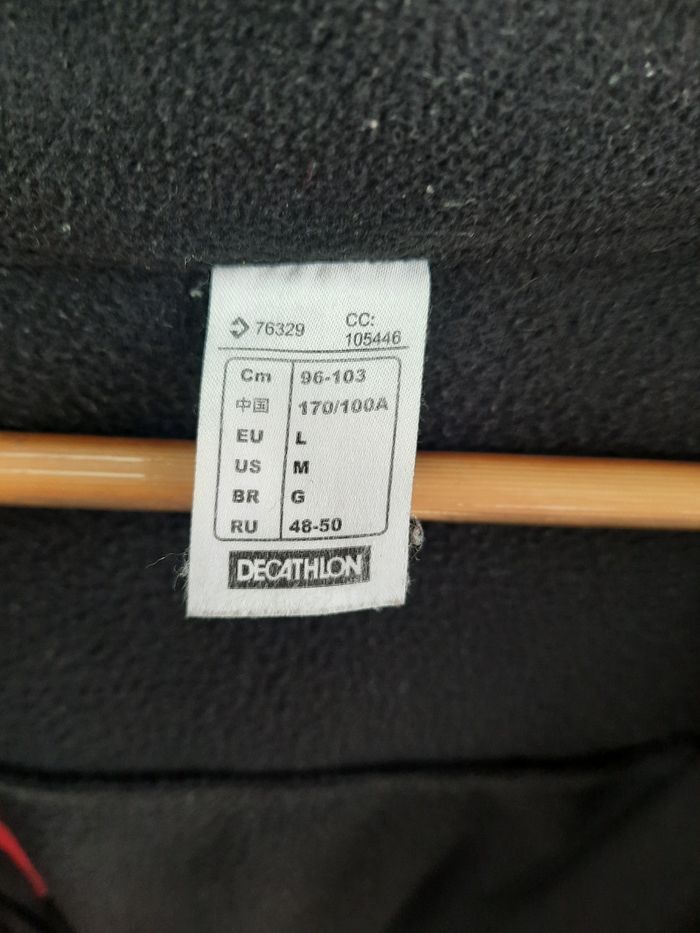 76329 CC:
105446
Cm 96-103
中国 170/100A
EU L
US M
BR G
RU 48-50
DECATHLON